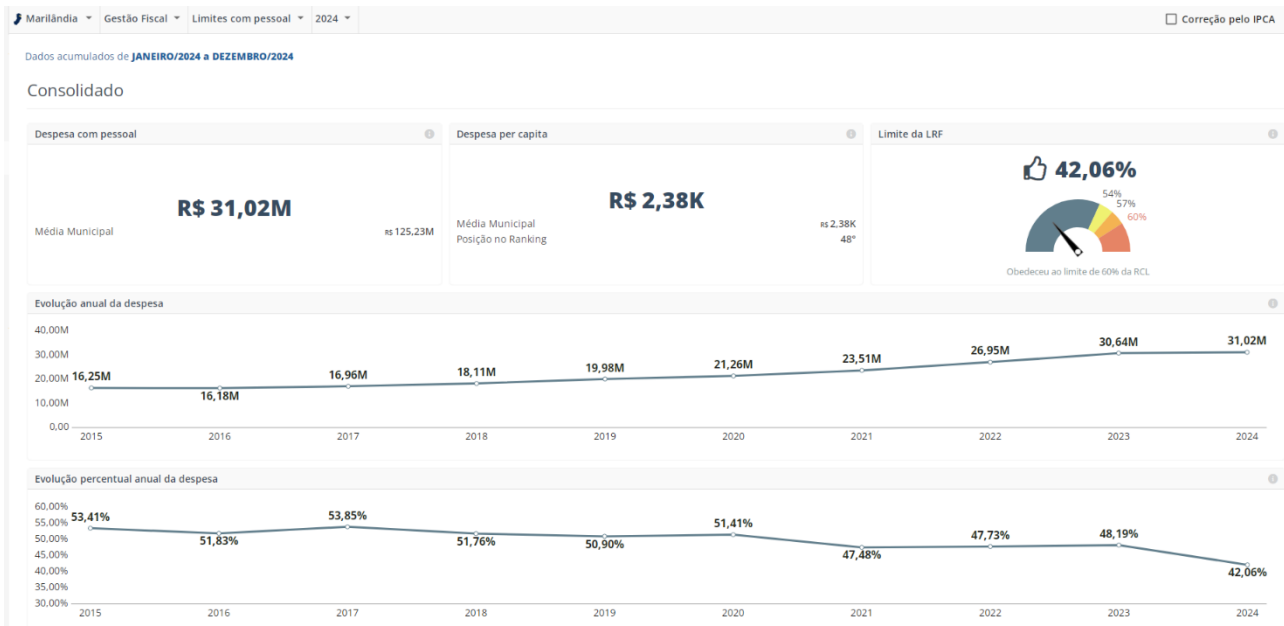 Marilândia Gestão Fiscal Limites com pessoal 2024 Correção pelo IPCA
Dados acumulados de JANEIRO/2024 a DEZEMBRO/2024
Consolidado
Despesa com pessoal
R$ 31,02M
Média Municipal R$ 125,23M
Despesa per capita
R$ 2,38K
Média Municipal R$ 2,38K
Posição no Ranking 48°
Limite da LRF
42,06%
54%
57%
60%
Obedeceu ao limite de 60% da RCL
Evolução anual da despesa
40,00M
30,00M
20,00M
10,00M
0,00
16,25M
16,18M
16,96M
18,11M
19,98M
21,26M
23,51M
26,95M
30,64M
31,02M
2015 2016 2017 2018 2019 2020 2021 2022 2023 2024
Evolução percentual anual da despesa
60,00%
55,00%
50,00%
45,00%
40,00%
35,00%
30,00%
53,41%
51,83%
53,85%
51,76%
50,90%
51,41%
47,48%
47,73%
48,19%
42,06%
2015 2016 2017 2018 2019 2020 2021 2022 2023 2024